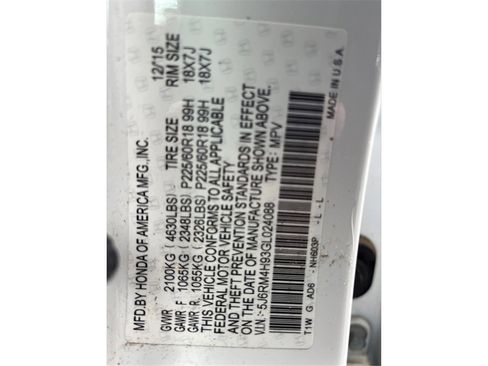 MFD.BY HONDA OF AMERICA MFG.,INC. 12/15
GVWR 2100KG (4630LBS) TIRE SIZE RIM SIZE
GAWR F 1065KG (2348LBS) P225/60R18 99H 18X7J
GAWR R 1055KG (2326LBS) P225/60R18 99H 18X7J
THIS VEHICLE CONFORMS TO ALL APPLICABLE
FEDERAL MOTOR VEHICLE SAFETY
AND THEFT PREVENTION STANDARDS IN EFFECT
ON THE DATE OF MANUFACTURE SHOWN ABOVE.
V.I.N.: 5J6RM4H93GL024088 TYPE: MPV
T1W G AD6 NH603P - L - L
MADE IN U.S.A.